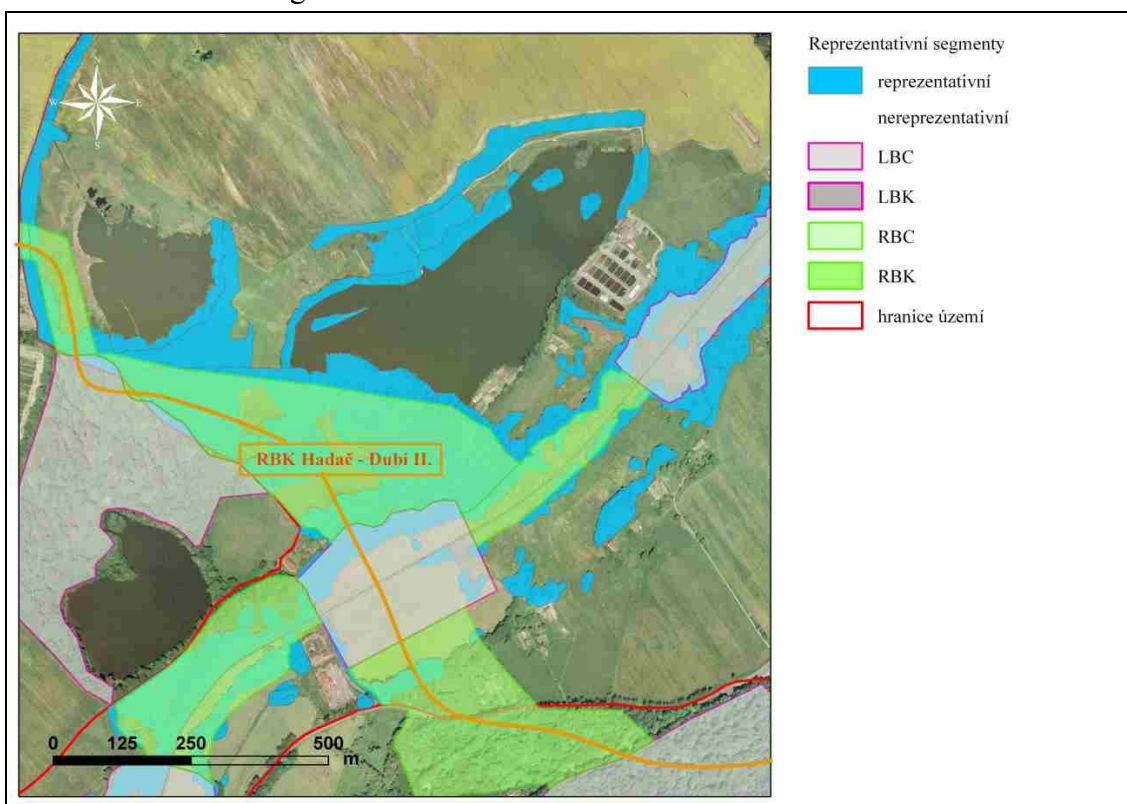 N
W E
S
RBK Hadač - Dubí II.
0 125 250 500
m
Reprezentativní segmenty
reprezentativní
nereprezentativní
LBC
LBK
RBC
RBK
hranice území